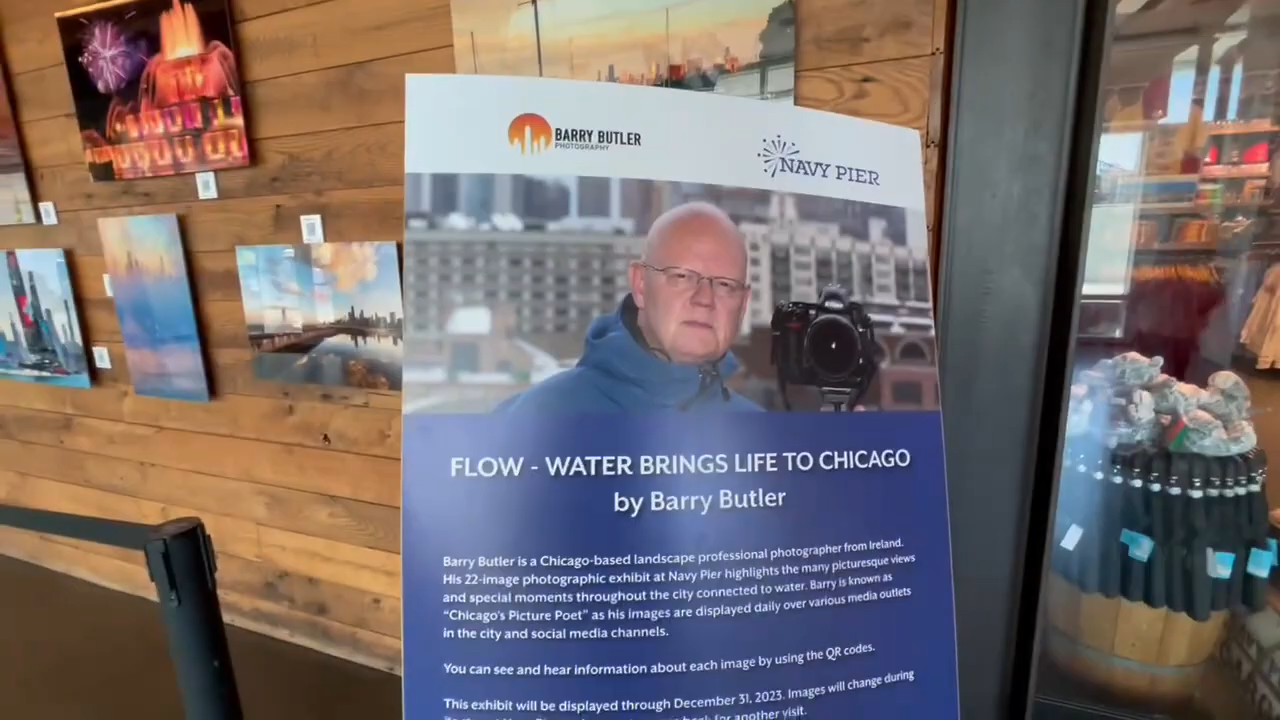 BARRY BUTLER
PHOTOGRAPHY
NAVY PIER
FLOW - WATER BRINGS LIFE TO CHICAGO
by Barry Butler
Barry Butler is a Chicago-based landscape professional photographer from Ireland.
His 22-image photographic exhibit at Navy Pier highlights the many picturesque views
and special moments throughout the city connected to water. Barry is known as
“Chicago's Picture Poet” as his images are displayed daily over various media outlets
in the city and social media channels.
You can see and hear information about each image by using the QR codes.
This exhibit will be displayed through December 31, 2023. Images will change during
back for another visit.